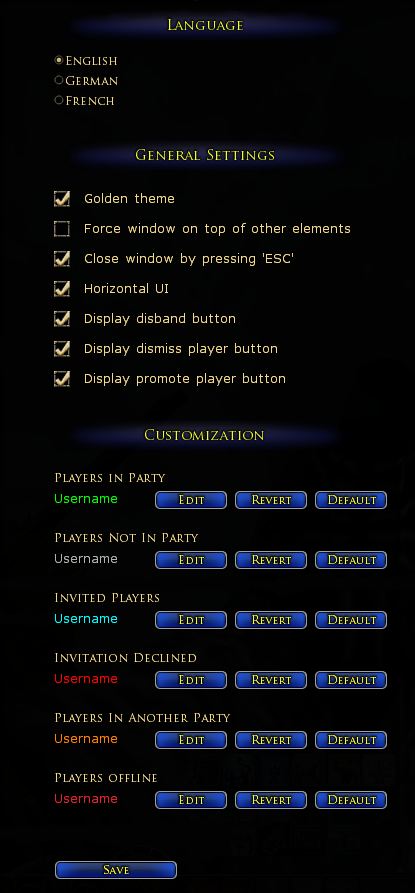 Language
English
German
French
General Settings
Golden theme
Force window on top of other elements
Close window by pressing 'ESC'
Horizontal UI
Display disband button
Display dismiss player button
Display promote player button
Customization
Players in Party
Username Edit Revert Default
Players Not In Party
Username Edit Revert Default
Invited Players
Username Edit Revert Default
Invitation Declined
Username Edit Revert Default
Players In Another Party
Username Edit Revert Default
Players offline
Username Edit Revert Default
Save